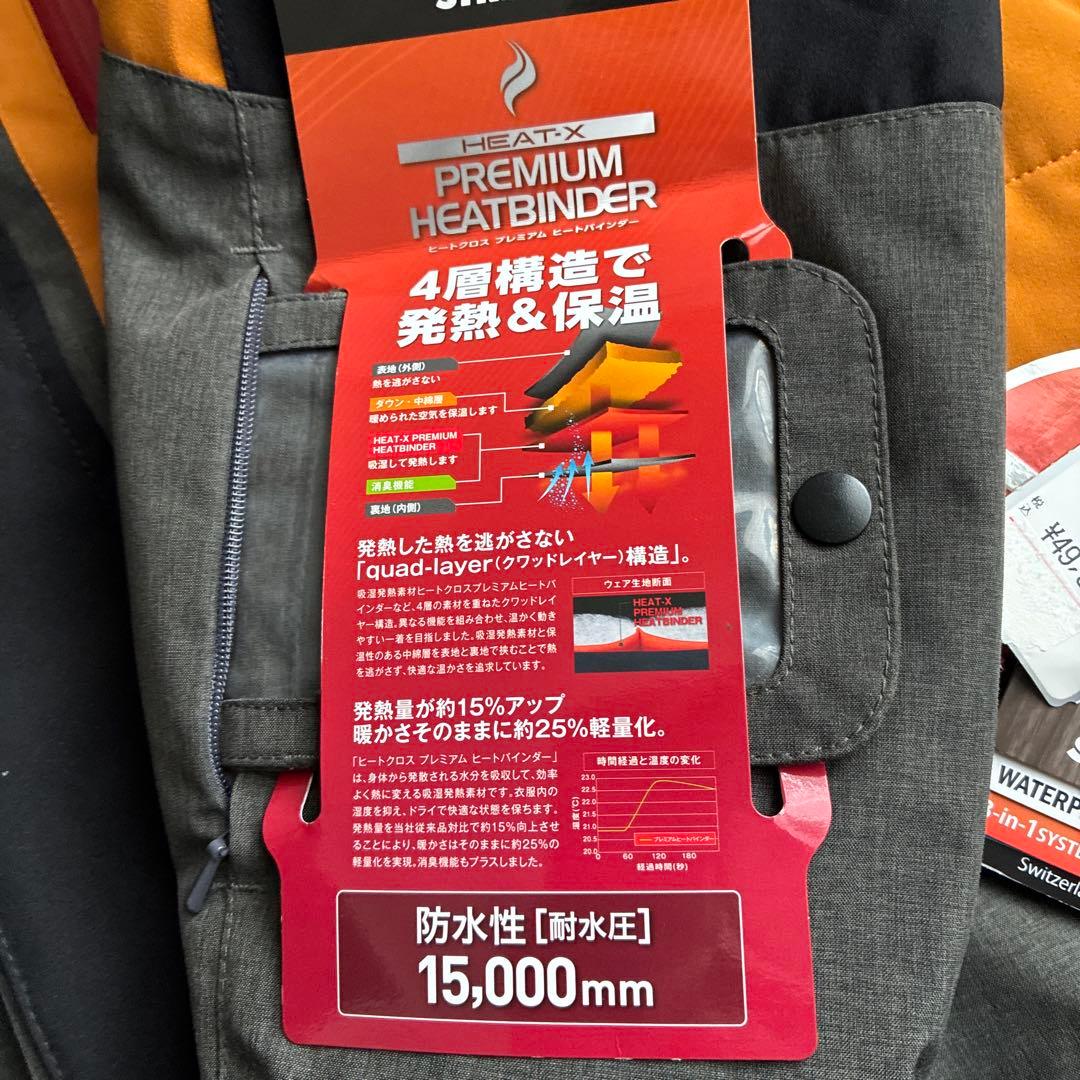 HEAT-X
PREMIUM
HEATBINDER
ヒートクロス プレミアム ヒートバインダー
4層構造で
発熱&保温
表地(外側)
熱を逃がさない
ダウン・中綿層
暖められた空気を保温します
HEAT-X PREMIUM
HEATBINDER
吸湿して発熱します
消臭機能
裏地(内側)
発熱した熱を逃がさない
「quad-layer(クワッドレイヤー)構造」。
吸湿発熱素材ヒートクロスプレミアムヒートバ
インダーなど、4層の素材を重ねたクワッドレイ
ヤー構造。異なる機能を組み合わせ、温かく動き
やすい一着を目指しました。吸湿発熱素材と保
温性のある中綿層を表地と裏地で挟むことで熱
を逃がさず、快適な温かさを追求しています。
ウェア生地断面
HEAT-X
PREMIUM
HEATBINDER
発熱量が約15%アップ
暖かさそのままに約25%軽量化。
「ヒートクロス プレミアム ヒートバインダー」
は、身体から発散される水分を吸収して、効率
よく熱に変える吸湿発熱素材です。衣服内の
湿度を抑え、ドライで快適な状態を保ちます。
発熱量を当社従来品対比で約15%向上させ
ることにより、暖かさはそのままに約25%の
軽量化を実現。消臭機能もプラスしました。
時間経過と温度の変化
温度(℃)
23.0
22.5
22.0
21.5
21.0
20.5
20.0
プレミアムヒートバインダー
0 60 120 180
経過時間(秒)
防水性[耐水圧]
15,000mm
税込
¥49,
WATERP
3-in-1SYST
Switzerl